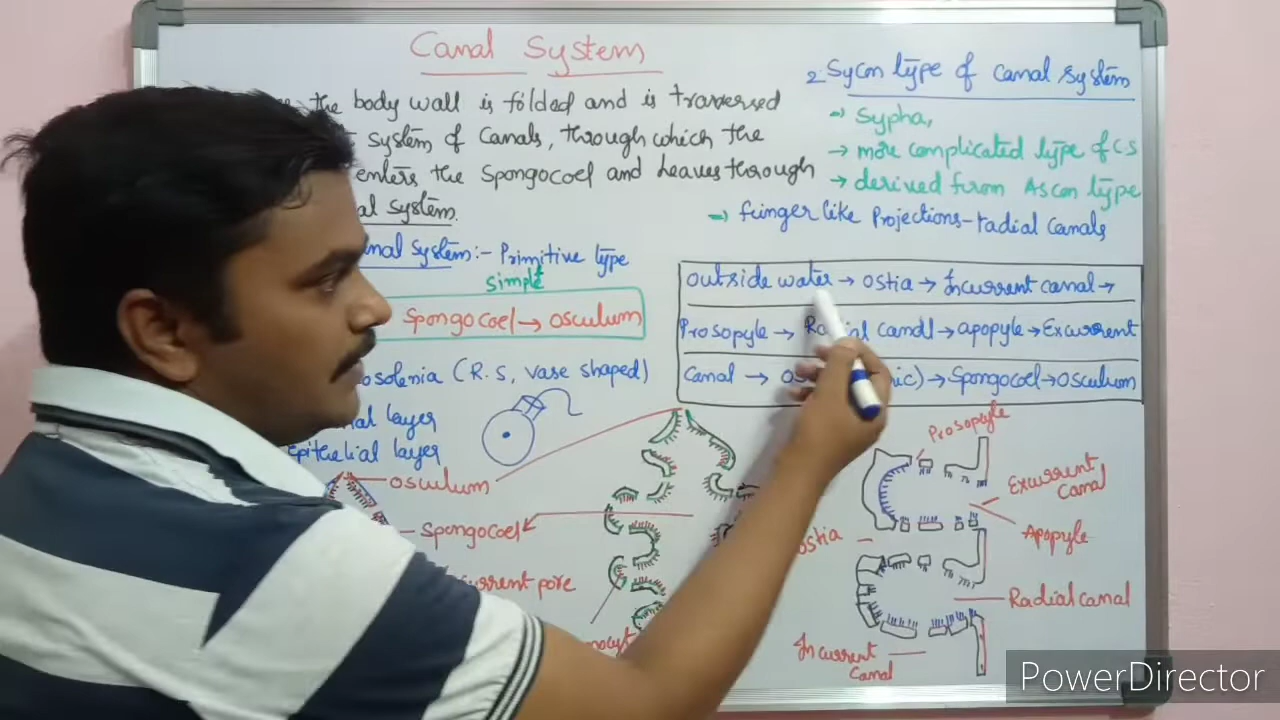 Canal System
the body wall is folded and is traversed
system of Canals, through which the
enters the Spongocoel and Leaves through
al system.
nal system:- Primitive type
simple
Spongocoel → osculum
osolenia (R.S, vase shaped)
al layer
epithelial layer
osculum
Spongocoel
current pore
2 Sycon type of Canal System
→ Sypha,
→ more complicated type of CS
→ derived from Ascon type
→ finger like Projections - radial canals
Outside water → Ostia → Incurrent canal →
Prosopyle → Radial Canal → apopyle → Excurrent
Canal → → Spongocoel → Osculum
Prosopyle
Excurrent
Canal
Apopyle
ostia
Radial canal
Incurrent
Canal
PowerDirector